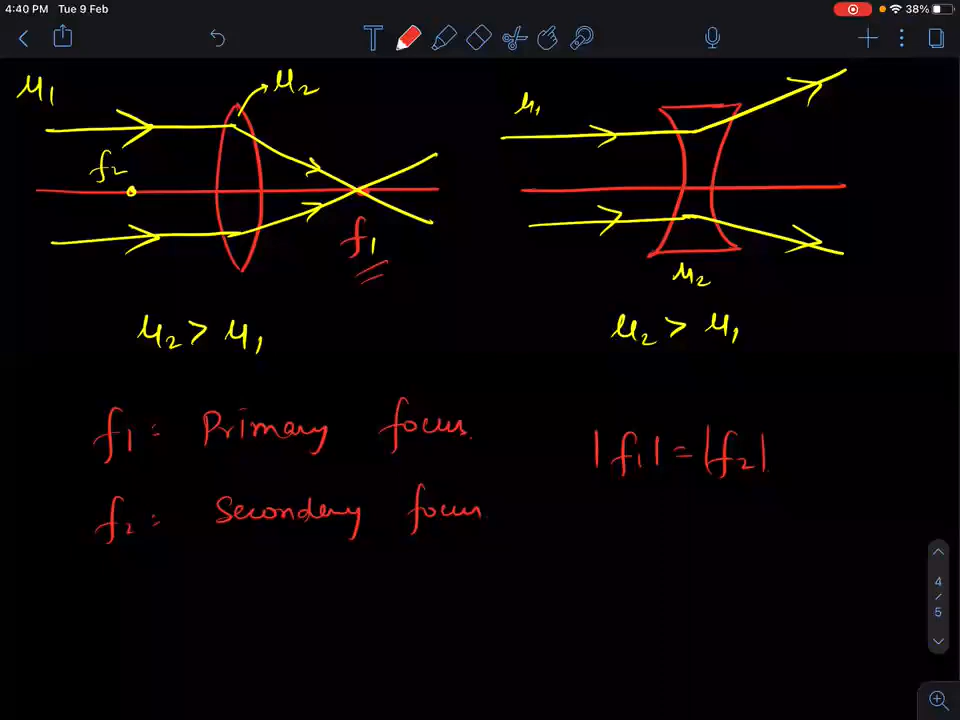 4:40 PM Tue 9 Feb
38%
T
μ₁
μ₂
f₂
f₁
μ₂ > μ₁
μ₁
μ₂
μ₂ > μ₁
f₁ = Primary focus.
f₂ = Secondary focus.
|f₁| = |f₂|
4
/
5